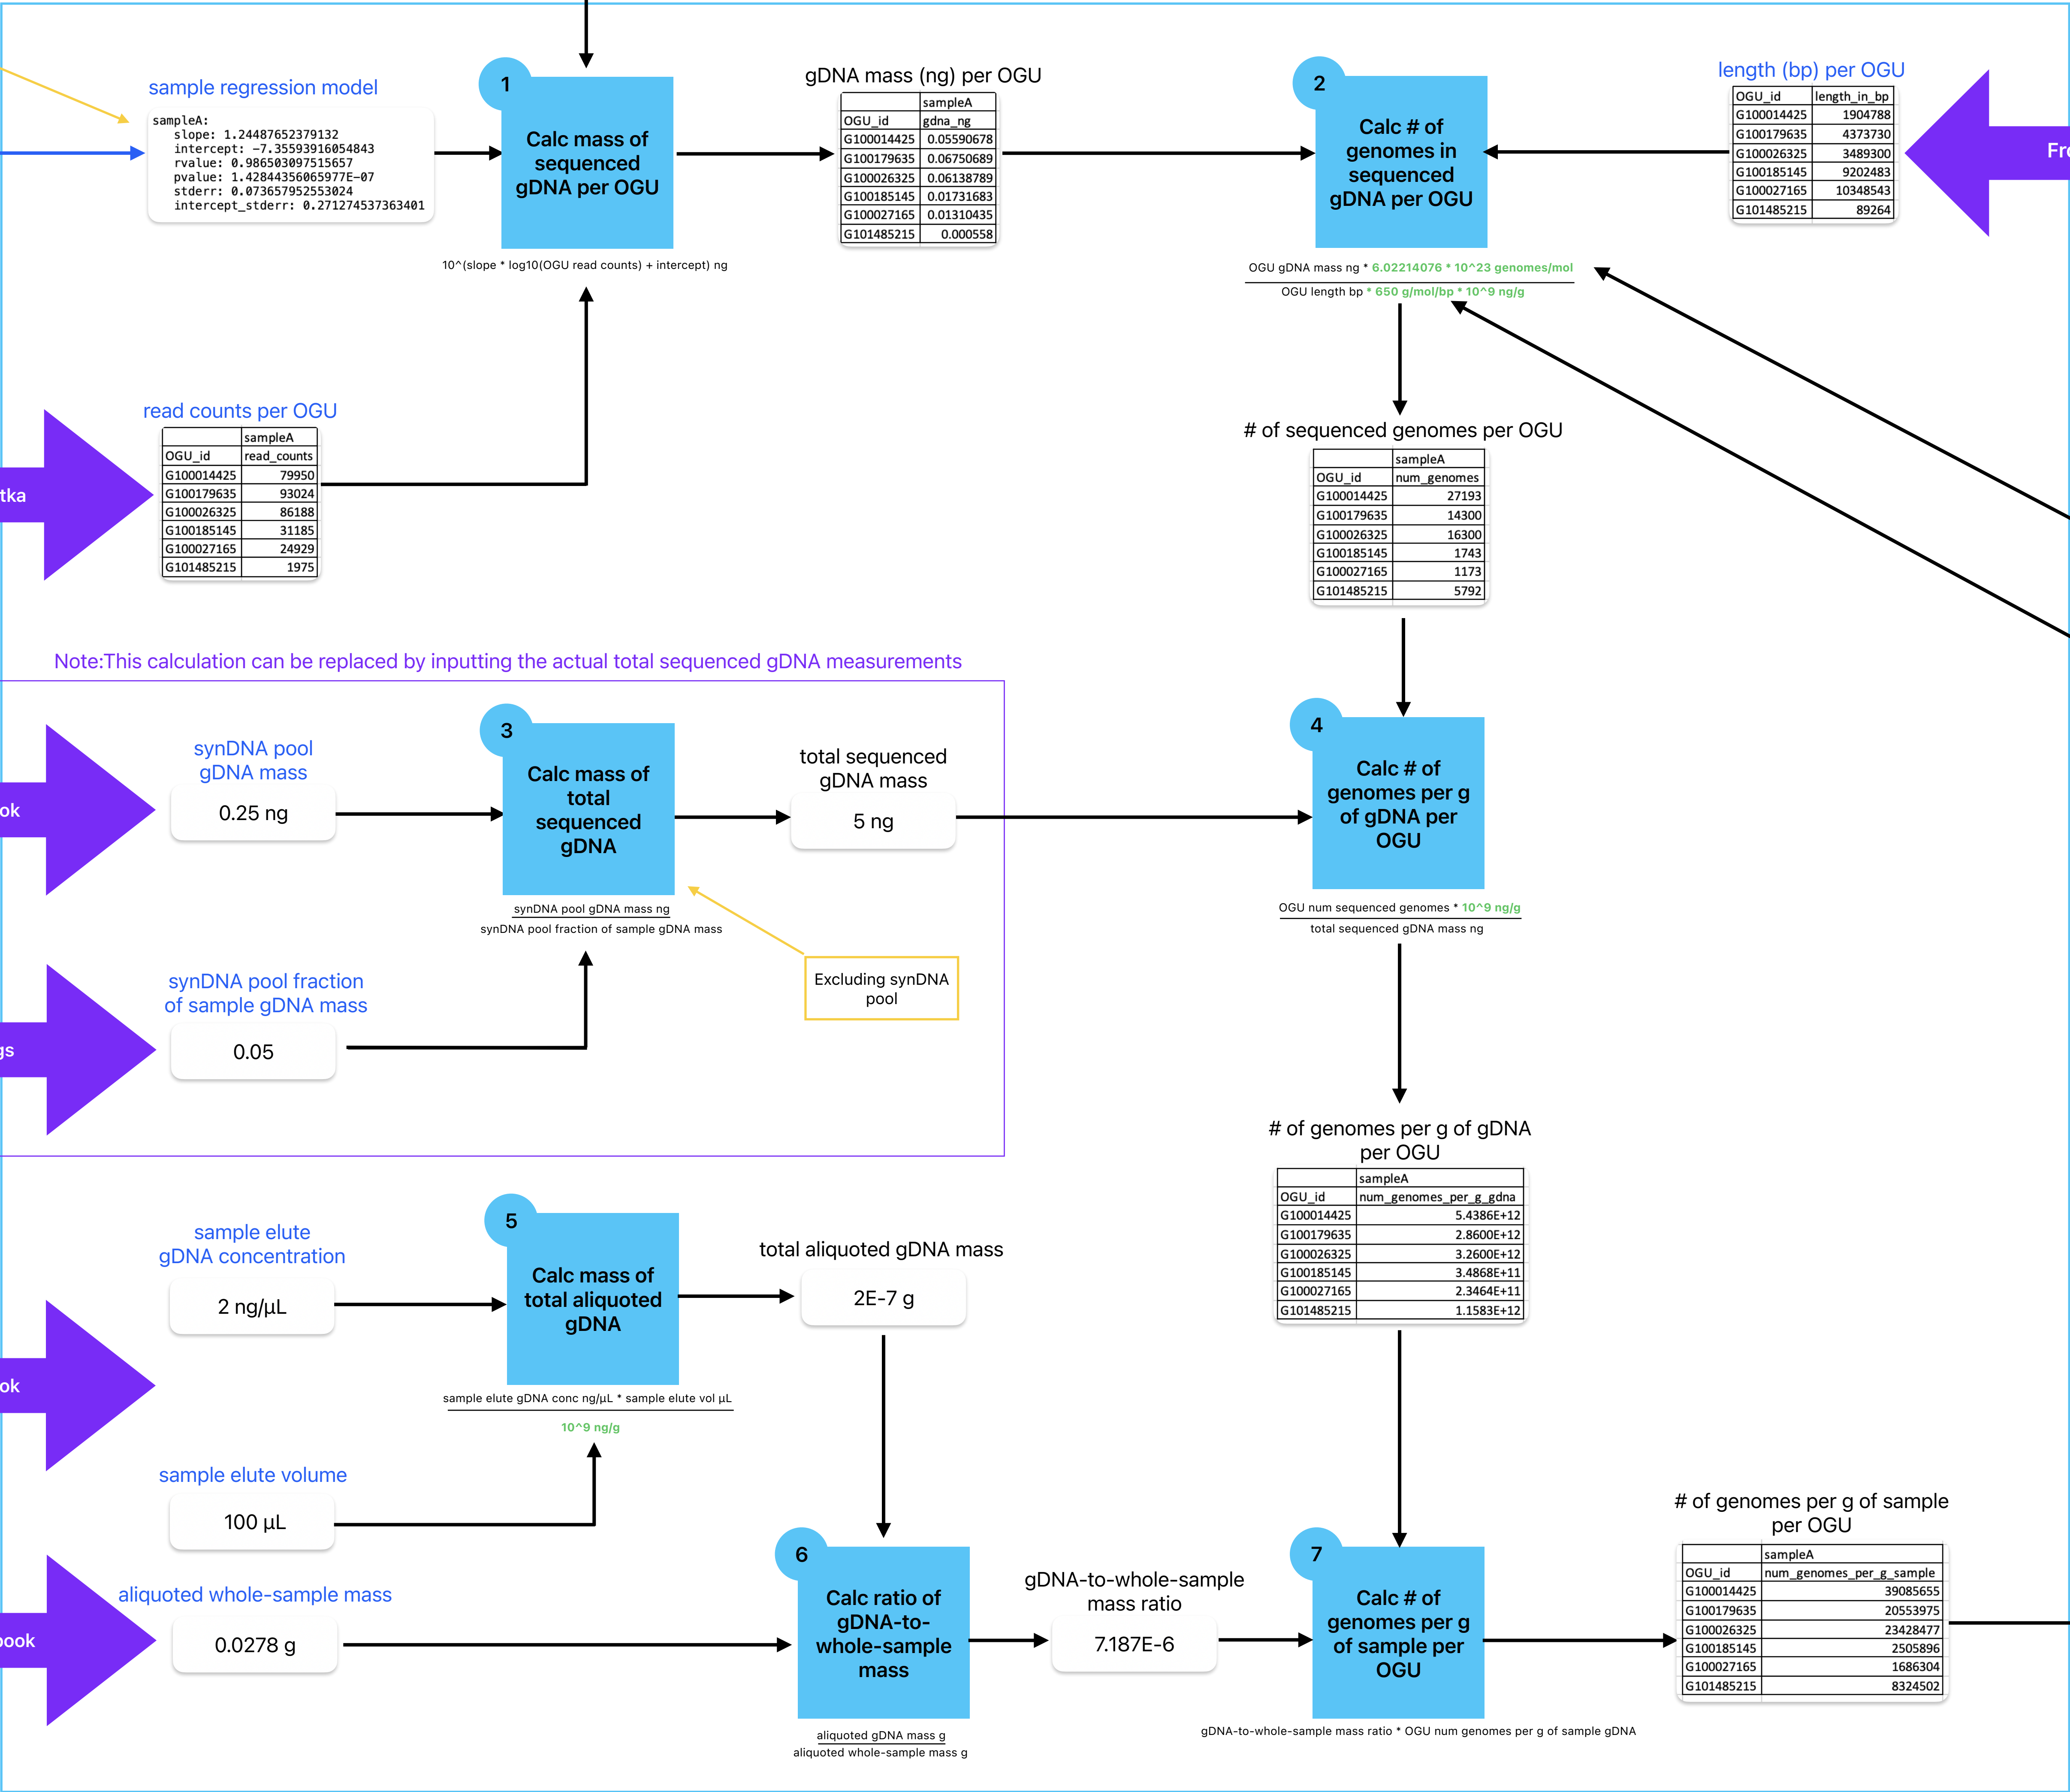 sample regression model
sampleA:
slope: 1.24487652379132
intercept: -7.35593916054843
rvalue: 0.986503097515657
pvalue: 1.42844356065977E-07
stderr: 0.073657952553024
intercept_stderr: 0.271274537363401
1
Calc mass of
sequenced
gDNA per OGU
10^(slope * log10(OGU read counts) + intercept) ng
gDNA mass (ng) per OGU
sampleA
OGU_id gdna_ng
G100014425 0.05590678
G100179635 0.06750689
G100026325 0.06138789
G100185145 0.01731683
G100027165 0.01310435
G101485215 0.000558
2
Calc # of
genomes in
sequenced
gDNA per OGU
OGU gDNA mass ng * 6.02214076 * 10^23 genomes/mol
OGU length bp * 650 g/mol/bp * 10^9 ng/g
length (bp) per OGU
OGU_id length_in_bp
G100014425 1904788
G100179635 4373730
G100026325 3489300
G100185145 9202483
G100027165 10348543
G101485215 89264
Fro
tka
read counts per OGU
sampleA
OGU_id read_counts
G100014425 79950
G100179635 93024
G100026325 86188
G100185145 31185
G100027165 24929
G101485215 1975
# of sequenced genomes per OGU
sampleA
OGU_id num_genomes
G100014425 27193
G100179635 14300
G100026325 16300
G100185145 1743
G100027165 1173
G101485215 5792
Note:This calculation can be replaced by inputting the actual total sequenced gDNA measurements
ok
synDNA pool
gDNA mass
0.25 ng
3
Calc mass of
total
sequenced
gDNA
synDNA pool gDNA mass ng
synDNA pool fraction of sample gDNA mass
total sequenced
gDNA mass
5 ng
Excluding synDNA
pool
gs
synDNA pool fraction
of sample gDNA mass
0.05
4
Calc # of
genomes per g
of gDNA per
OGU
OGU num sequenced genomes * 10^9 ng/g
total sequenced gDNA mass ng
# of genomes per g of gDNA
per OGU
sampleA
OGU_id num_genomes_per_g_gdna
G100014425 5.4386E+12
G100179635 2.8600E+12
G100026325 3.2600E+12
G100185145 3.4868E+11
G100027165 2.3464E+11
G101485215 1.1583E+12
ok
sample elute
gDNA concentration
2 ng/µL
5
Calc mass of
total aliquoted
gDNA
sample elute gDNA conc ng/µL * sample elute vol µL
10^9 ng/g
total aliquoted gDNA mass
2E-7 g
sample elute volume
100 µL
ook
aliquoted whole-sample mass
0.0278 g
6
Calc ratio of
gDNA-to-
whole-sample
mass
aliquoted gDNA mass g
aliquoted whole-sample mass g
gDNA-to-whole-sample
mass ratio
7.187E-6
7
Calc # of
genomes per g
of sample per
OGU
gDNA-to-whole-sample mass ratio * OGU num genomes per g of sample gDNA
# of genomes per g of sample
per OGU
sampleA
OGU_id num_genomes_per_g_sample
G100014425 39085655
G100179635 20553975
G100026325 23428477
G100185145 2505896
G100027165 1686304
G101485215 8324502